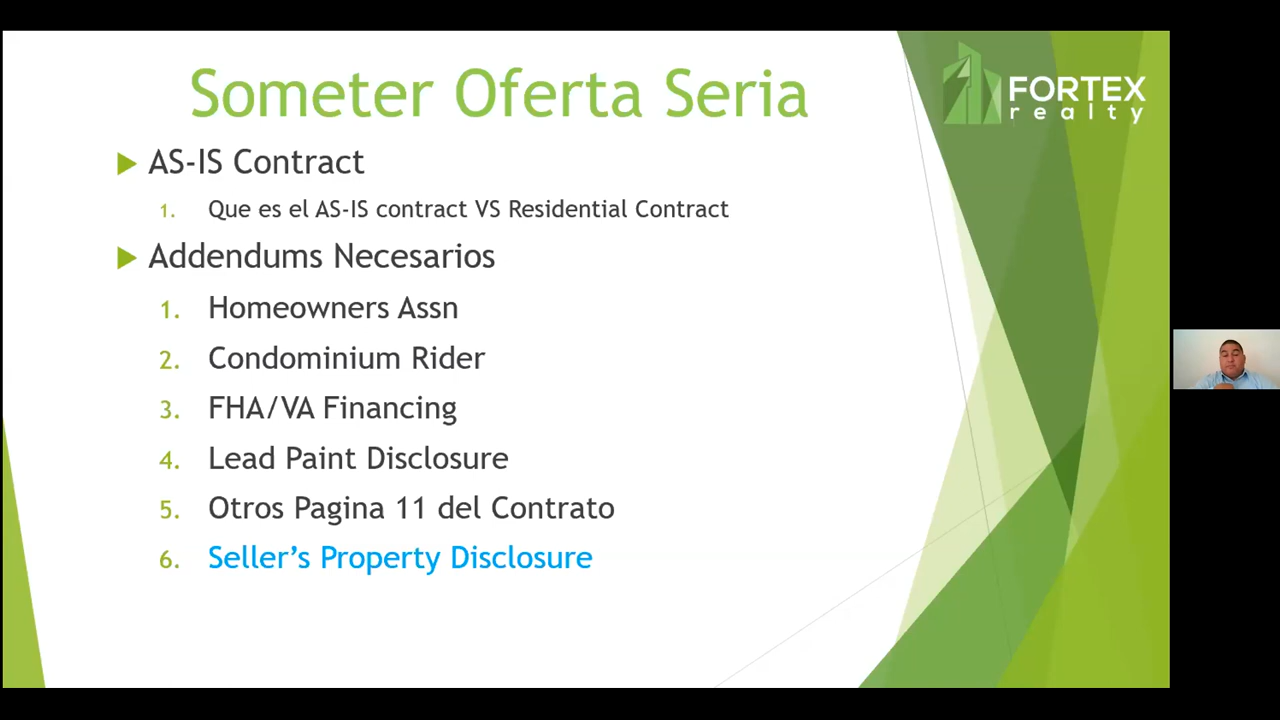 Someter Oferta Seria
FORTEX
realty
AS-IS Contract
1. Que es el AS-IS contract VS Residential Contract
Addendums Necesarios
1. Homeowners Assn
2. Condominium Rider
3. FHA/VA Financing
4. Lead Paint Disclosure
5. Otros Pagina 11 del Contrato
6. Seller’s Property Disclosure